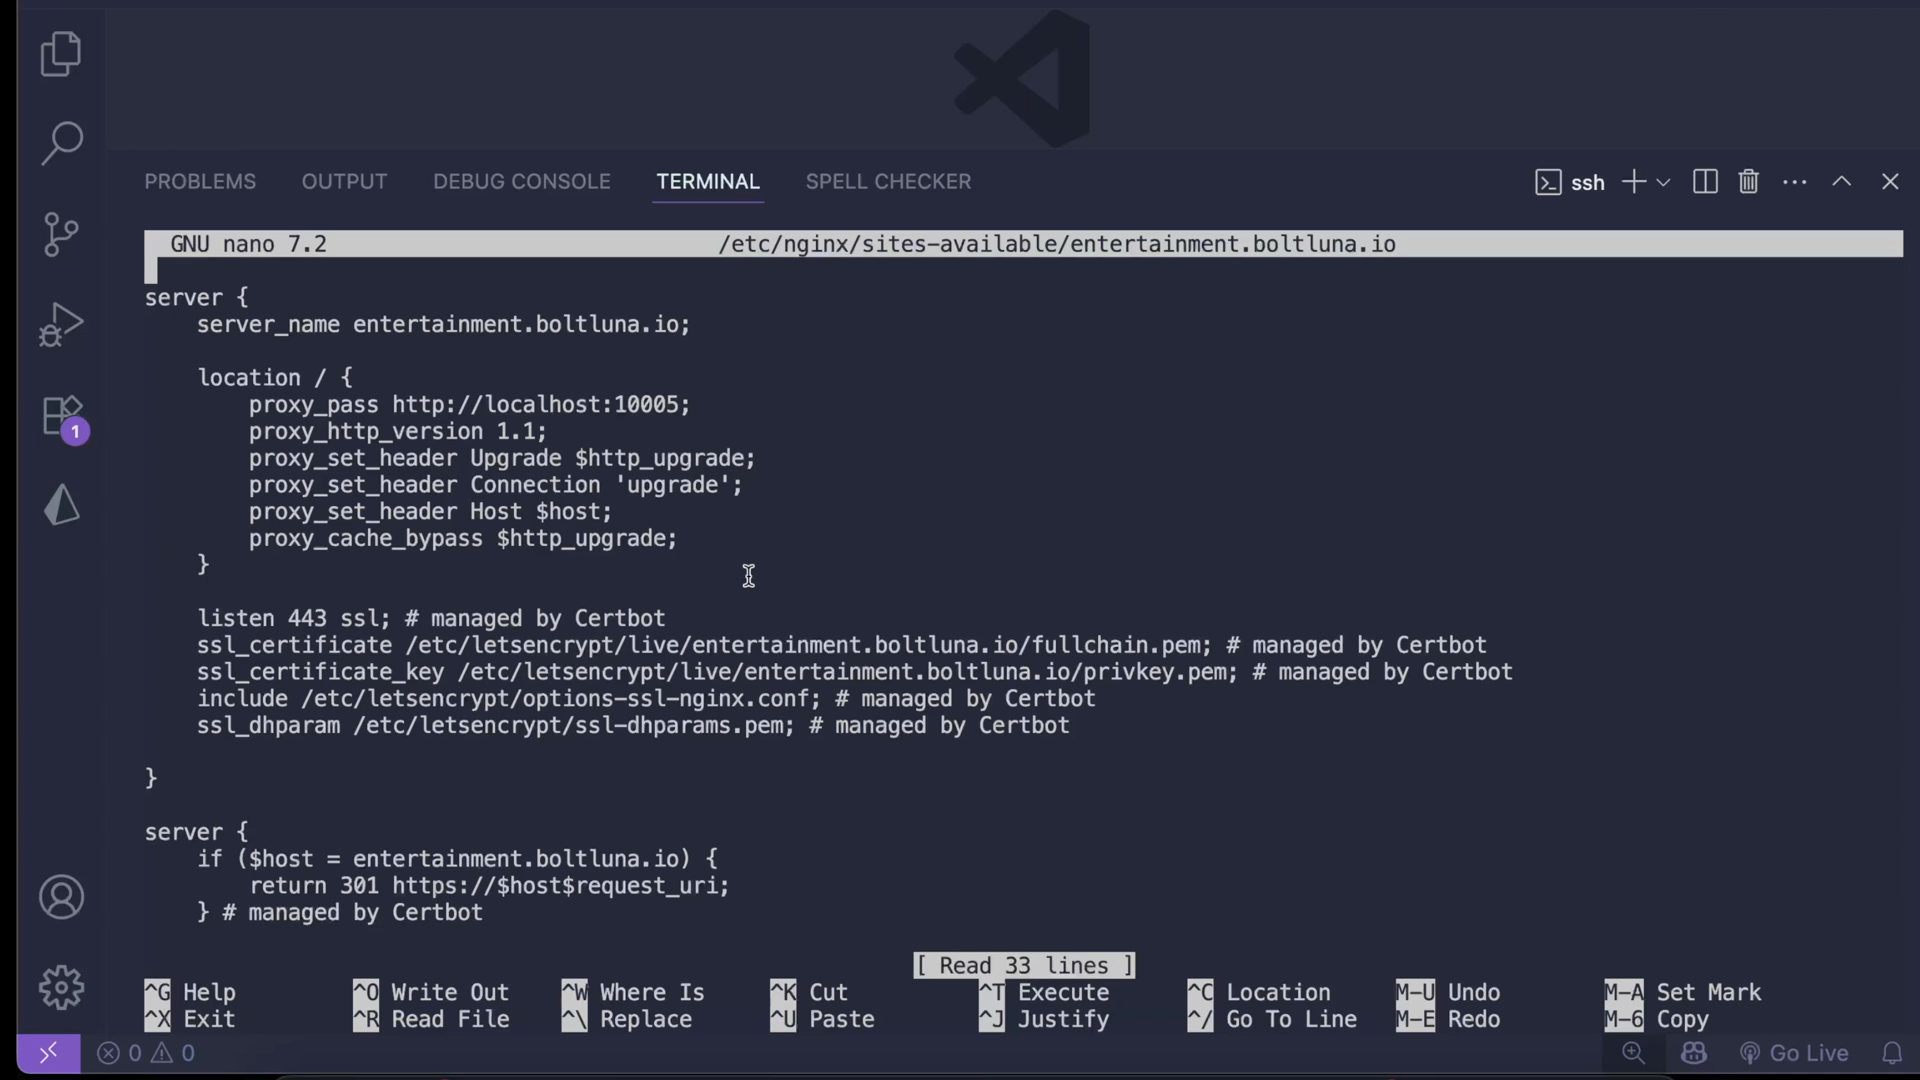 PROBLEMS OUTPUT DEBUG CONSOLE TERMINAL SPELL CHECKER ssh
GNU nano 7.2 /etc/nginx/sites-available/entertainment.boltluna.io
server {
    server_name entertainment.boltluna.io;
    location / {
        proxy_pass http://localhost:10005;
        proxy_http_version 1.1;
        proxy_set_header Upgrade $http_upgrade;
        proxy_set_header Connection 'upgrade';
        proxy_set_header Host $host;
        proxy_cache_bypass $http_upgrade;
    }
    listen 443 ssl; # managed by Certbot
    ssl_certificate /etc/letsencrypt/live/entertainment.boltluna.io/fullchain.pem; # managed by Certbot
    ssl_certificate_key /etc/letsencrypt/live/entertainment.boltluna.io/privkey.pem; # managed by Certbot
    include /etc/letsencrypt/options-ssl-nginx.conf; # managed by Certbot
    ssl_dhparam /etc/letsencrypt/ssl-dhparams.pem; # managed by Certbot
}
server {
    if ($host = entertainment.boltluna.io) {
        return 301 https://$host$request_uri;
    } # managed by Certbot
[ Read 33 lines ]
^G Help ^O Write Out ^W Where Is ^K Cut ^T Execute ^C Location M-U Undo M-A Set Mark
^X Exit ^R Read File ^\ Replace ^U Paste ^J Justify ^/ Go To Line M-E Redo M-6 Copy
1
0 0 Go Live